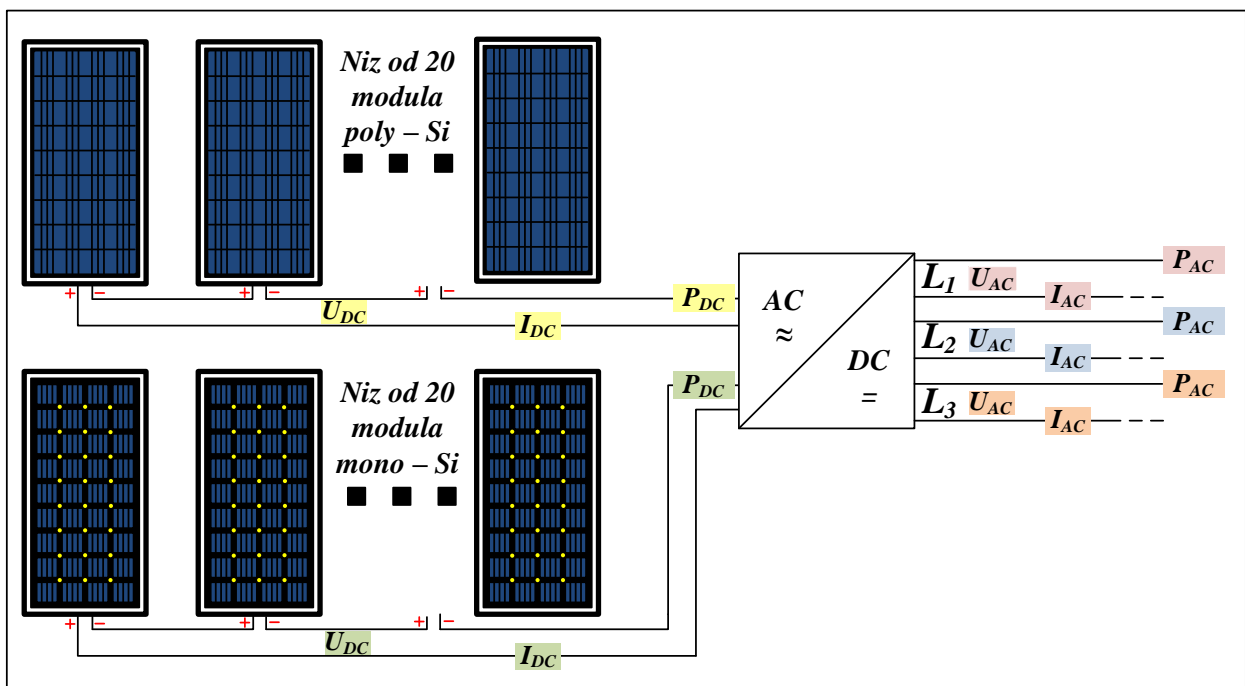 Niz od 20
modula
poly – Si
+ − + − + −
U_DC
I_DC
P_DC
AC
≈
DC
=
L1 U_AC
I_AC
P_AC
L2 U_AC
I_AC
P_AC
L3 U_AC
I_AC
P_AC
Niz od 20
modula
mono – Si
+ − + − + −
U_DC
I_DC
P_DC